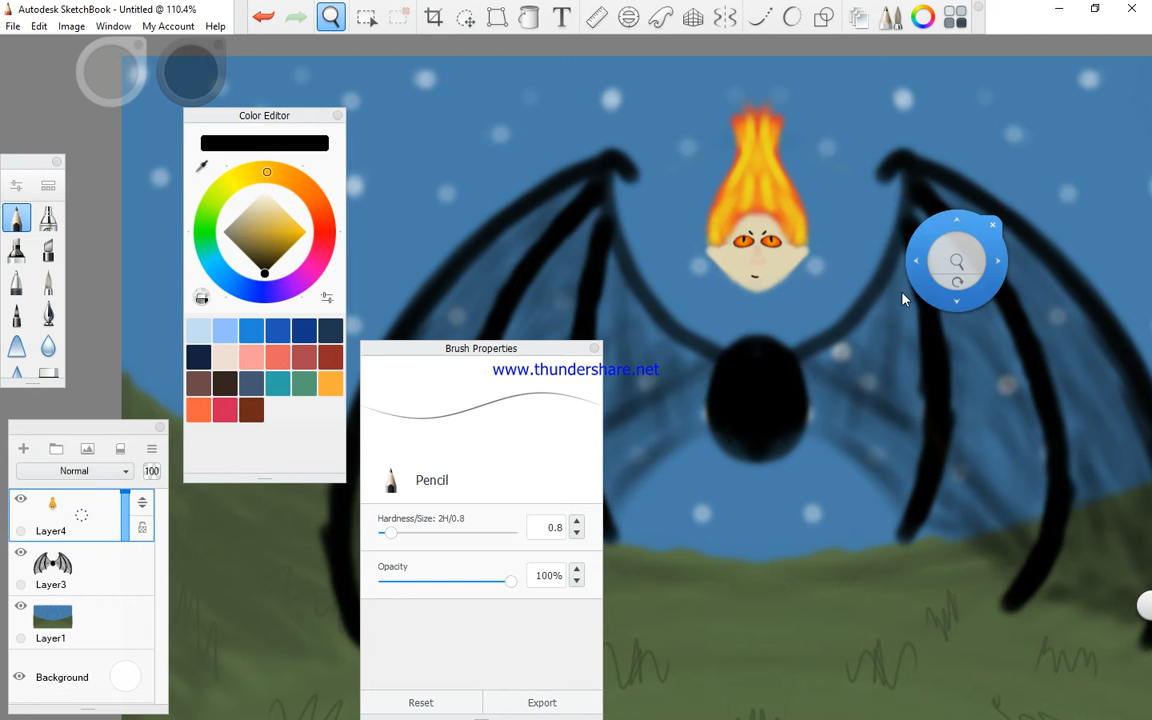 Autodesk SketchBook - Untitled @ 110.4%
File Edit Image Window My Account Help
T
Color Editor
Brush Properties
www.thundershare.net
Pencil
Hardness/Size: 2H/0.8
0.8
Opacity
100%
Reset Export
Normal 100
Layer4
Layer3
Layer1
Background